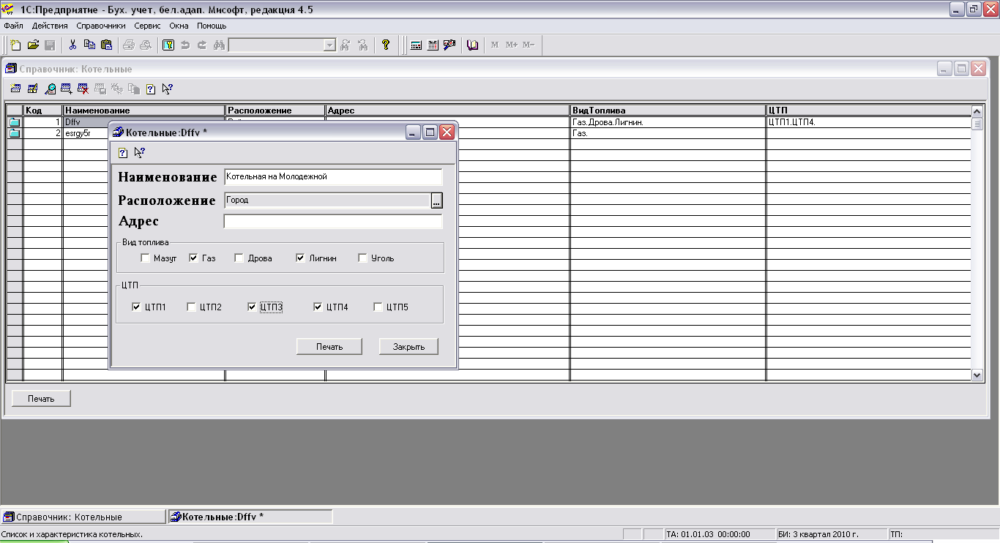 1С:Предприятие - Бух. учет, бел.адап. Мисофт, редакция 4.5
Файл Действия Справочники Сервис Окна Помощь
М М+ М-
Справочник: Котельные
Код Наименование Расположение Адрес ВидТоплива ЦТП
1 Dffv Газ.Дрова.Лигнин. ЦТП1.ЦТП4.
2 esrgy5r Газ.
Котельные:Dffv *
Наименование Котельная на Молодежной
Расположение Город ...
Адрес
Вид топлива
Мазут Газ Дрова Лигнин Уголь
ЦТП
ЦТП1 ЦТП2 ЦТП3 ЦТП4 ЦТП5
Печать Закрыть
Печать
Справочник: Котельные Котельные:Dffv *
Список и характеристика котельных. ТА: 01.01.03 00:00:00 БИ: 3 квартал 2010 г. ТП: